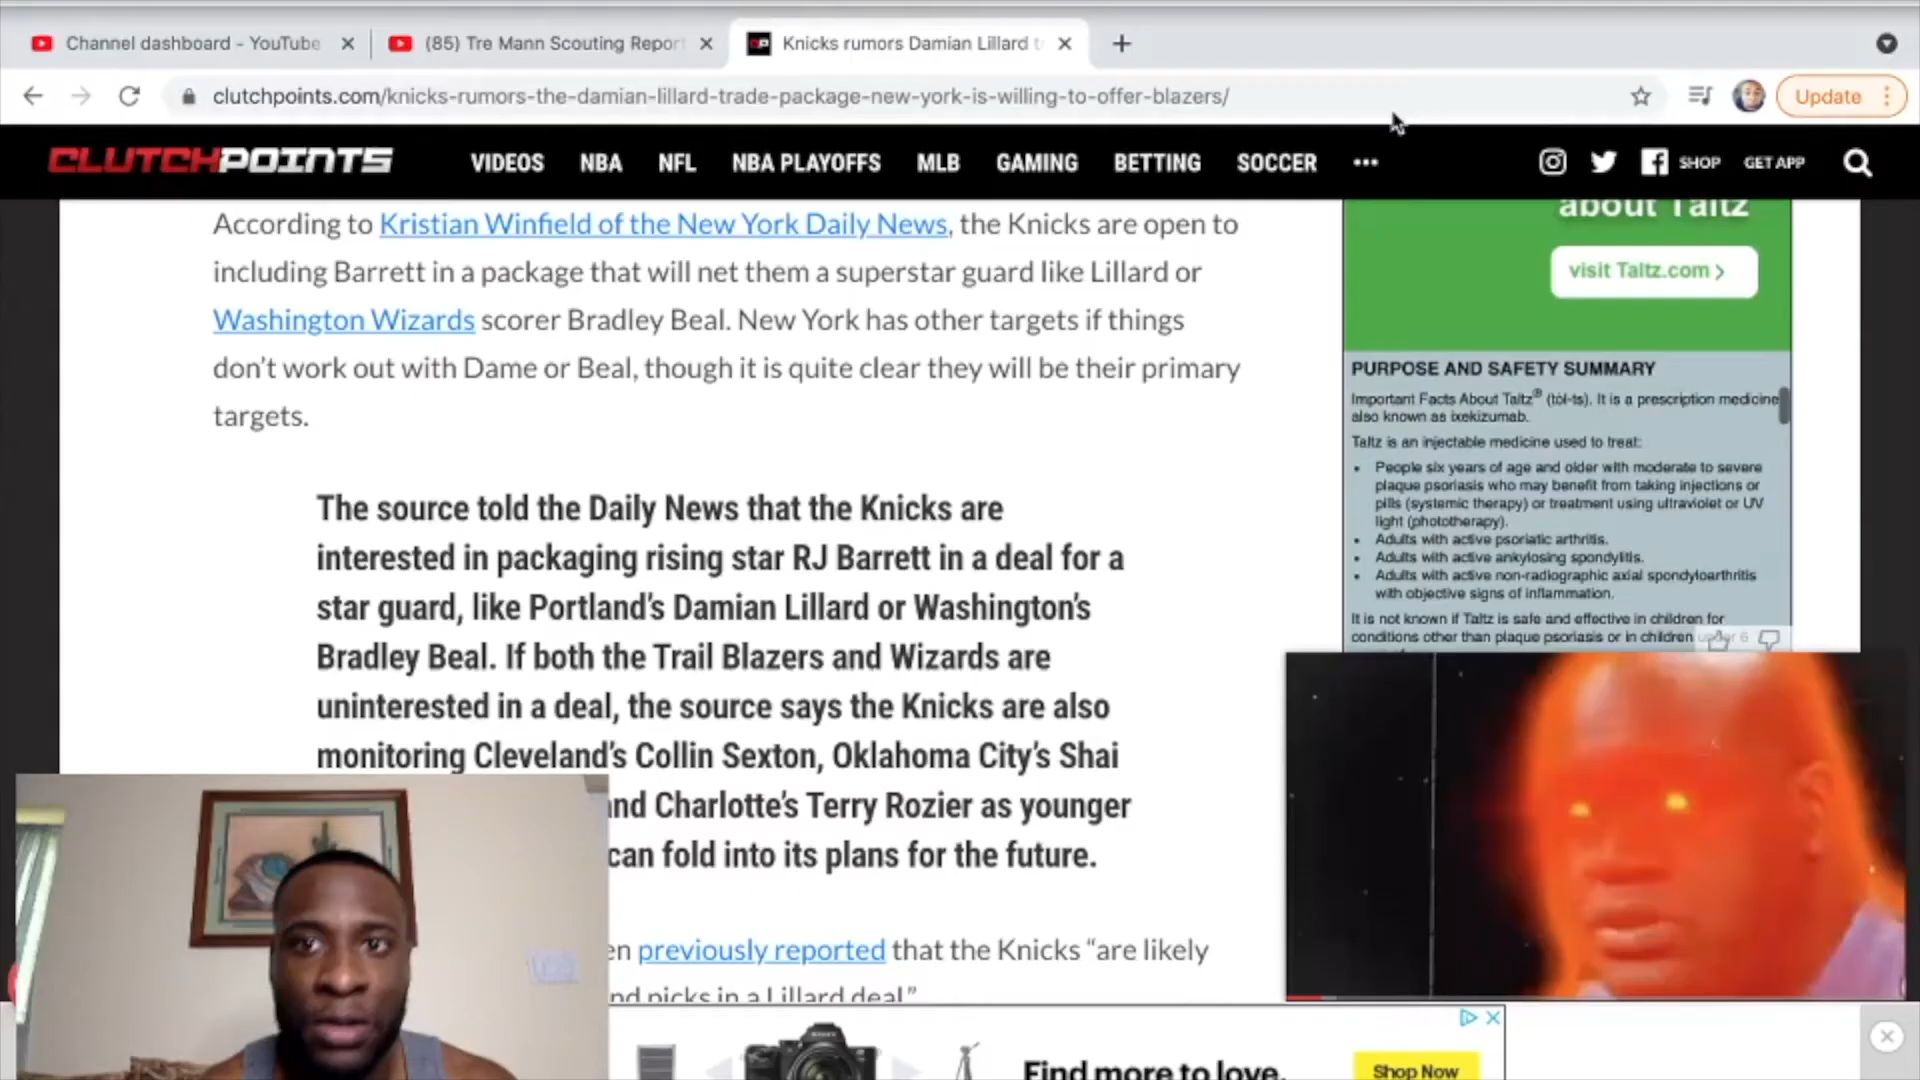 Channel dashboard - YouTube
(85) Tre Mann Scouting Repor
Knicks rumors Damian Lillard t
clutchpoints.com/knicks-rumors-the-damian-lillard-trade-package-new-york-is-willing-to-offer-blazers/
Update
CLUTCHPOINTS
VIDEOS NBA NFL NBA PLAYOFFS MLB GAMING BETTING SOCCER •••
SHOP GET APP
According to Kristian Winfield of the New York Daily News, the Knicks are open to
including Barrett in a package that will net them a superstar guard like Lillard or
Washington Wizards scorer Bradley Beal. New York has other targets if things
don't work out with Dame or Beal, though it is quite clear they will be their primary
targets.
The source told the Daily News that the Knicks are
interested in packaging rising star RJ Barrett in a deal for a
star guard, like Portland's Damian Lillard or Washington's
Bradley Beal. If both the Trail Blazers and Wizards are
uninterested in a deal, the source says the Knicks are also
monitoring Cleveland's Collin Sexton, Oklahoma City's Shai
nd Charlotte's Terry Rozier as younger
can fold into its plans for the future.
en previously reported that the Knicks “are likely
nd picks in a Lillard deal.”
about Taltz
visit Taltz.com >
PURPOSE AND SAFETY SUMMARY
Important Facts About Taltz® (tol-ts). It is a prescription medicine
also known as ixekizumab.
Taltz is an injectable medicine used to treat:
• People six years of age and older with moderate to severe
plaque psoriasis who may benefit from taking injections or
pills (systemic therapy) or treatment using ultraviolet or UV
light (phototherapy).
• Adults with active psoriatic arthritis.
• Adults with active ankylosing spondylitis.
• Adults with active non-radiographic axial spondyloarthritis
with objective signs of inflammation.
It is not known if Taltz is safe and effective in children for
conditions other than plaque psoriasis or in children under 6
Find more to love.
Shop Now